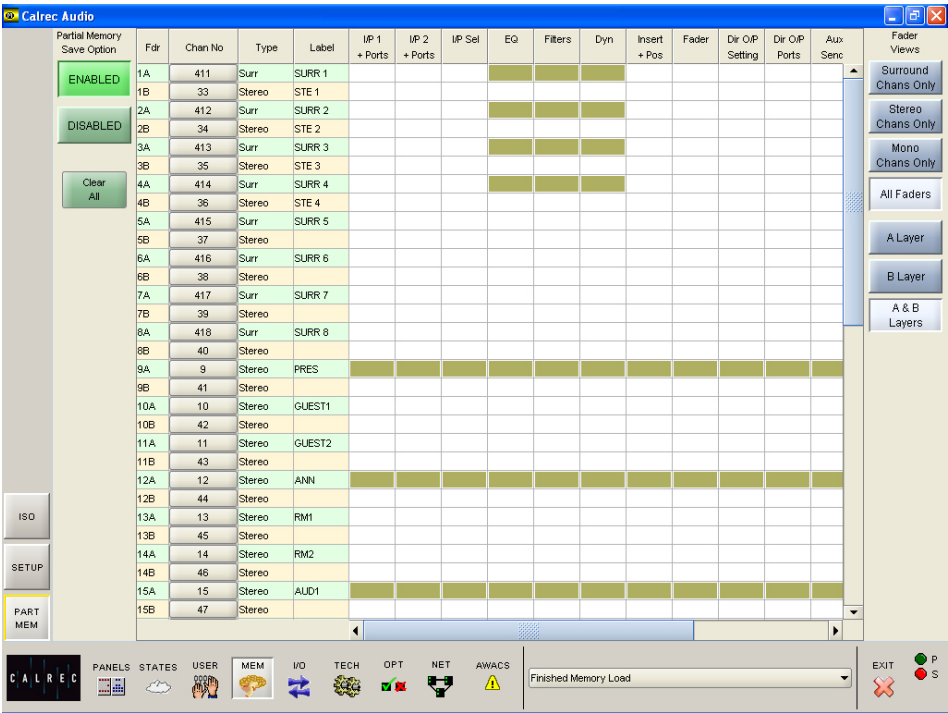 Calrec Audio
Partial Memory
Save Option
ENABLED
DISABLED
Clear
All
ISO
SETUP
PART
MEM
Fdr Chan No Type Label I/P 1 + Ports I/P 2 + Ports I/P Sel EQ Filters Dyn Insert + Pos Fader Dir O/P Setting Dir O/P Ports Aux Send
1A 411 Surr SURR 1
1B 33 Stereo STE 1
2A 412 Surr SURR 2
2B 34 Stereo STE 2
3A 413 Surr SURR 3
3B 35 Stereo STE 3
4A 414 Surr SURR 4
4B 36 Stereo STE 4
5A 415 Surr SURR 5
5B 37 Stereo
6A 416 Surr SURR 6
6B 38 Stereo
7A 417 Surr SURR 7
7B 39 Stereo
8A 418 Surr SURR 8
8B 40 Stereo
9A 9 Stereo PRES
9B 41 Stereo
10A 10 Stereo GUEST1
10B 42 Stereo
11A 11 Stereo GUEST2
11B 43 Stereo
12A 12 Stereo ANN
12B 44 Stereo
13A 13 Stereo RM1
13B 45 Stereo
14A 14 Stereo RM2
14B 46 Stereo
15A 15 Stereo AUD1
15B 47 Stereo
Fader
Views
Surround
Chans Only
Stereo
Chans Only
Mono
Chans Only
All Faders
A Layer
B Layer
A & B
Layers
CALREC PANELS STATES USER MEM I/O TECH OPT NET AWACS Finished Memory Load EXIT P
S